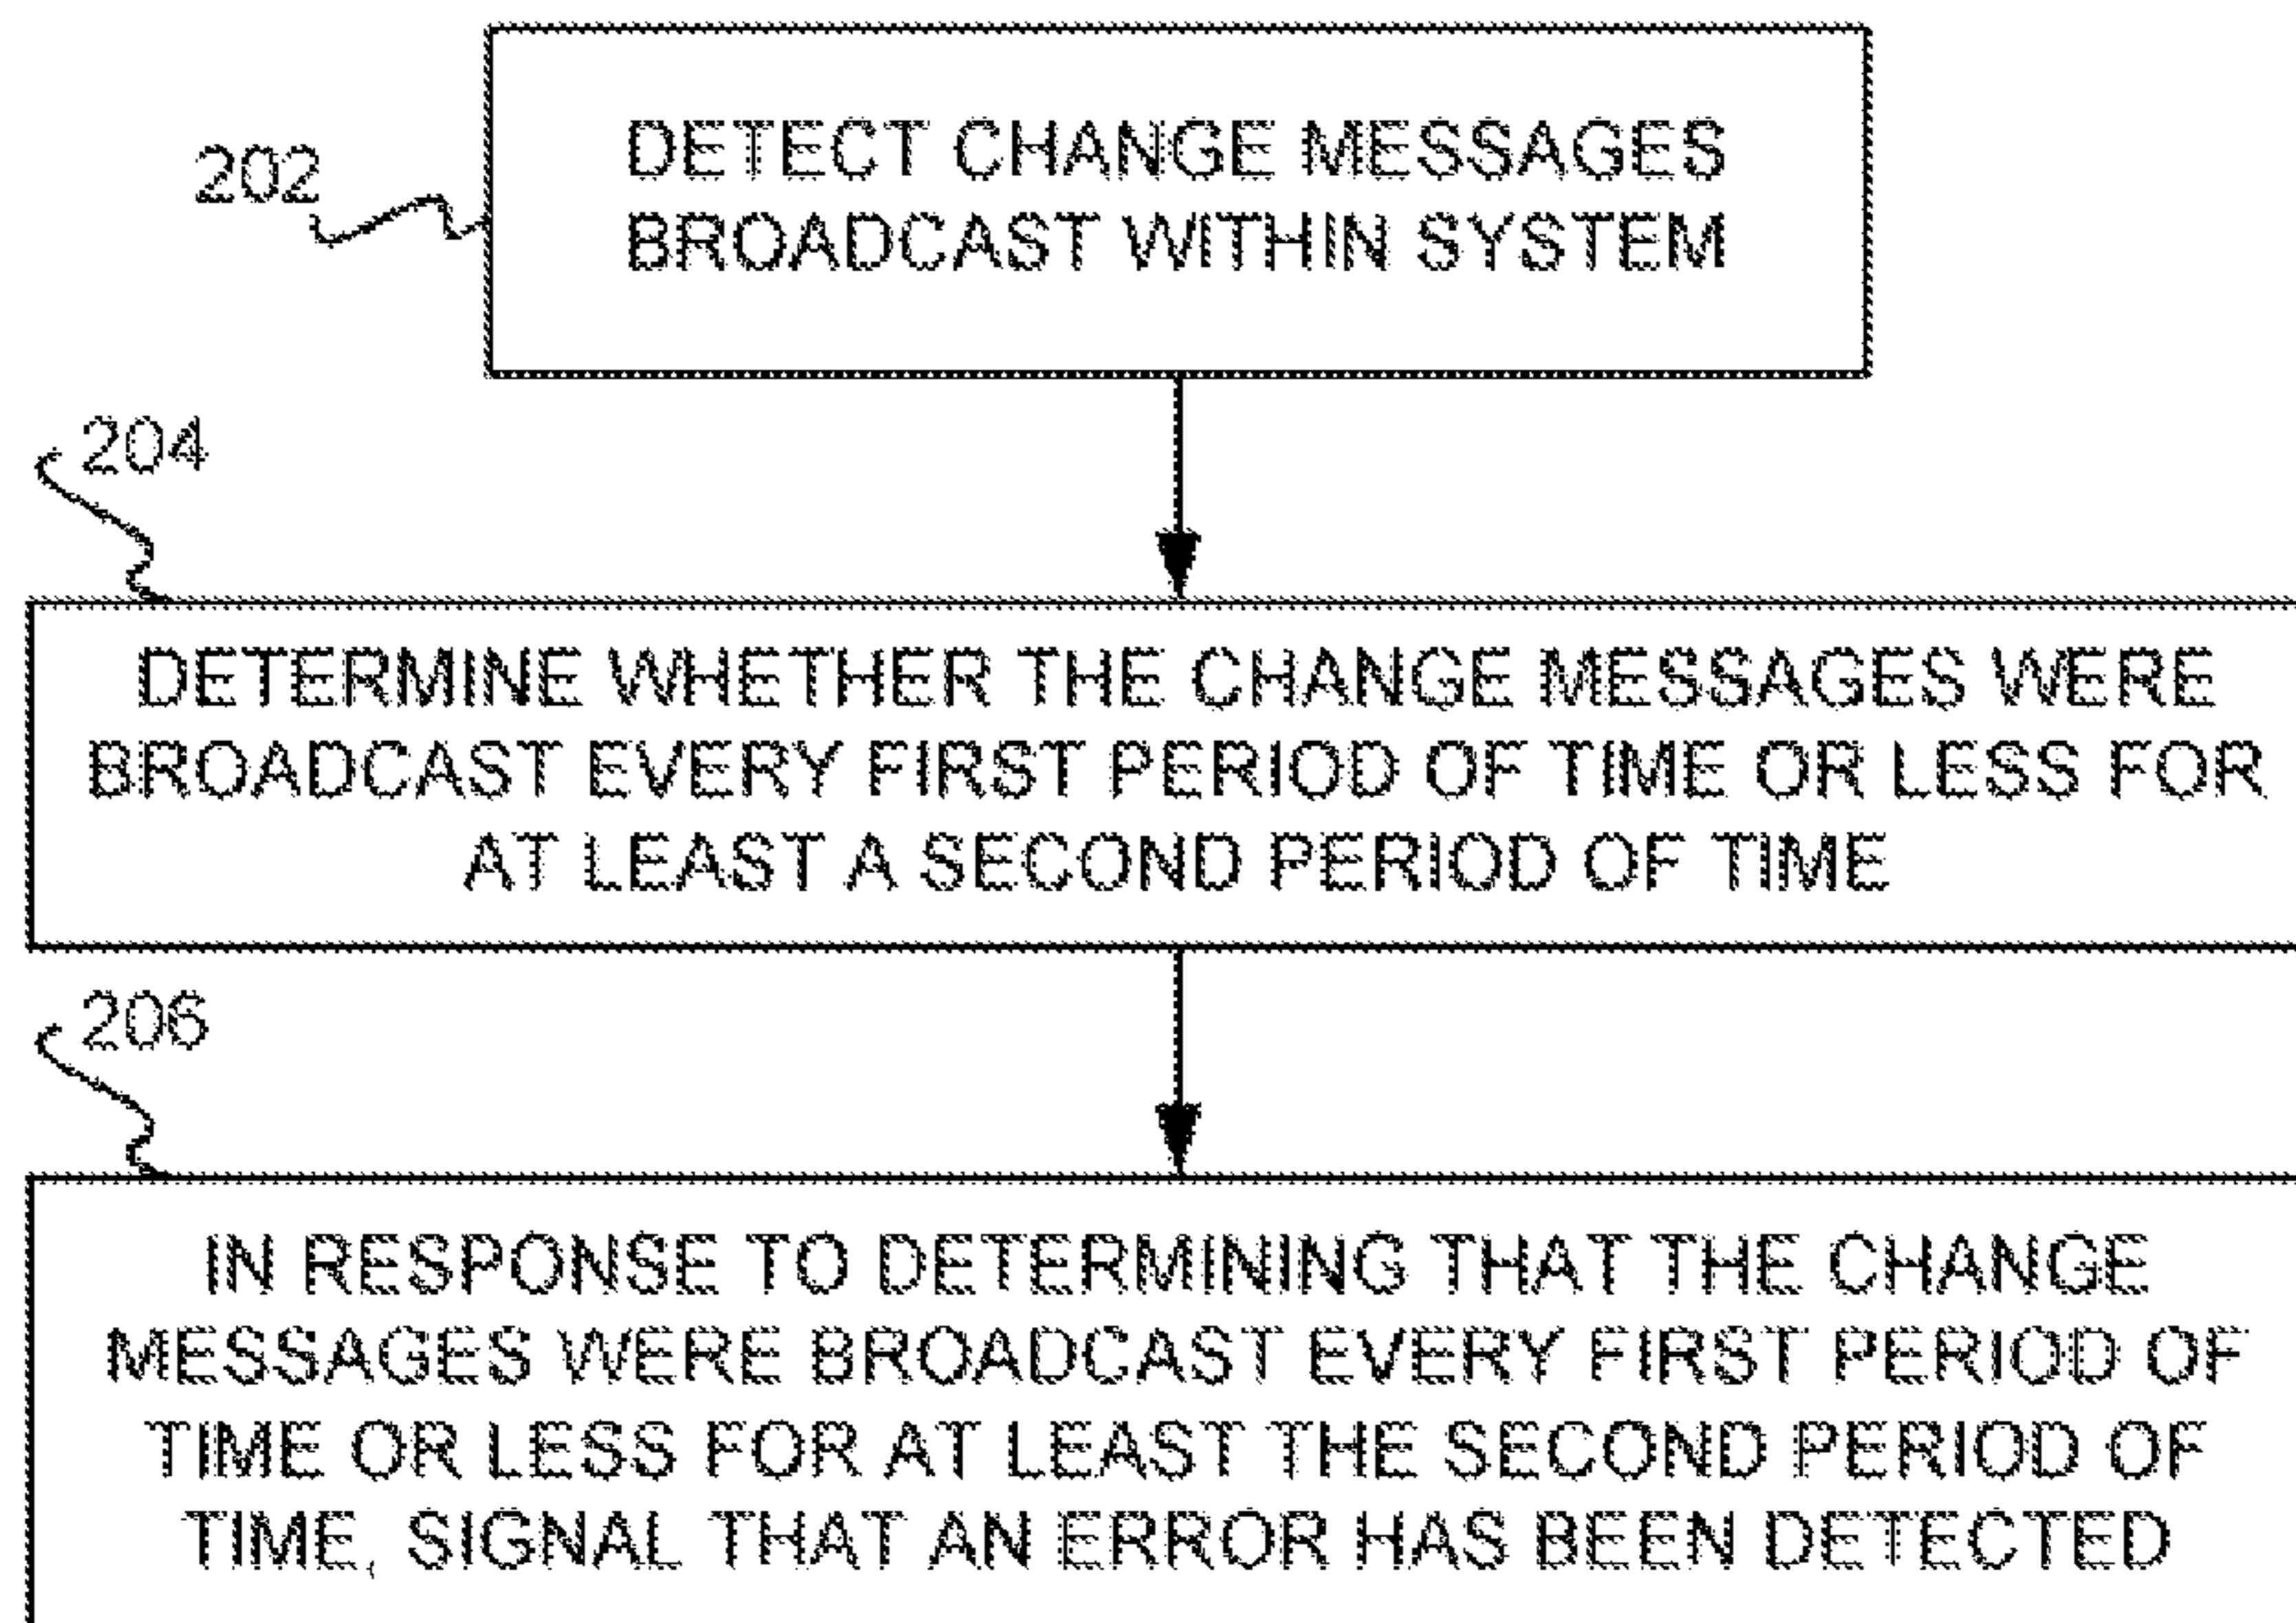 202
DETECT CHANGE MESSAGES
BROADCAST WITHIN SYSTEM
204
DETERMINE WHETHER THE CHANGE MESSAGES WERE
BROADCAST EVERY FIRST PERIOD OF TIME OR LESS FOR
AT LEAST A SECOND PERIOD OF TIME
206
IN RESPONSE TO DETERMINING THAT THE CHANGE
MESSAGES WERE BROADCAST EVERY FIRST PERIOD OF
TIME OR LESS FOR AT LEAST THE SECOND PERIOD OF
TIME, SIGNAL THAT AN ERROR HAS BEEN DETECTED